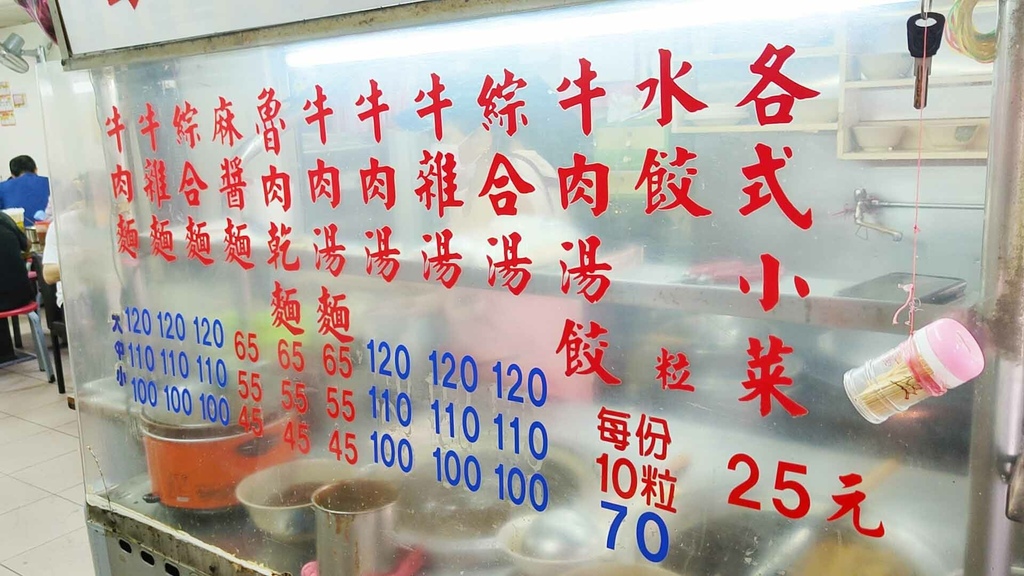 牛肉麵
牛雜麵
綜合麵
麻醬麵
魯肉乾麵
牛肉湯麵
牛肉湯
牛雜湯
綜合湯
牛肉湯餃
水餃 粒
各式小菜
大 120 120 120 65 65 65 120 120 120
中 110 110 110 55 55 55 110 110 110
小 100 100 100 45 45 45 100 100 100
每份
10粒
70
25元